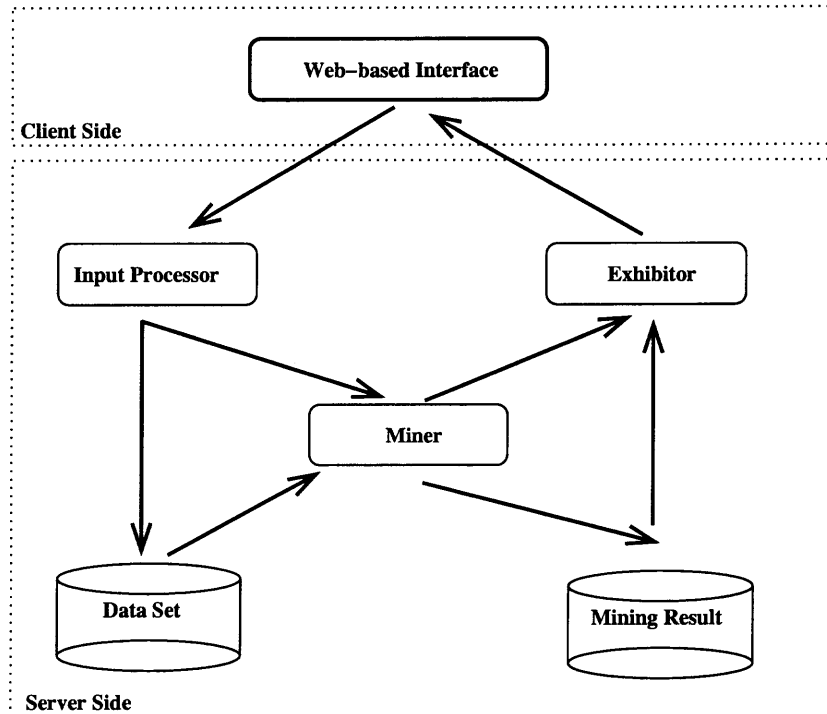 Web-based Interface
Client Side
Input Processor
Exhibitor
Miner
Data Set
Mining Result
Server Side